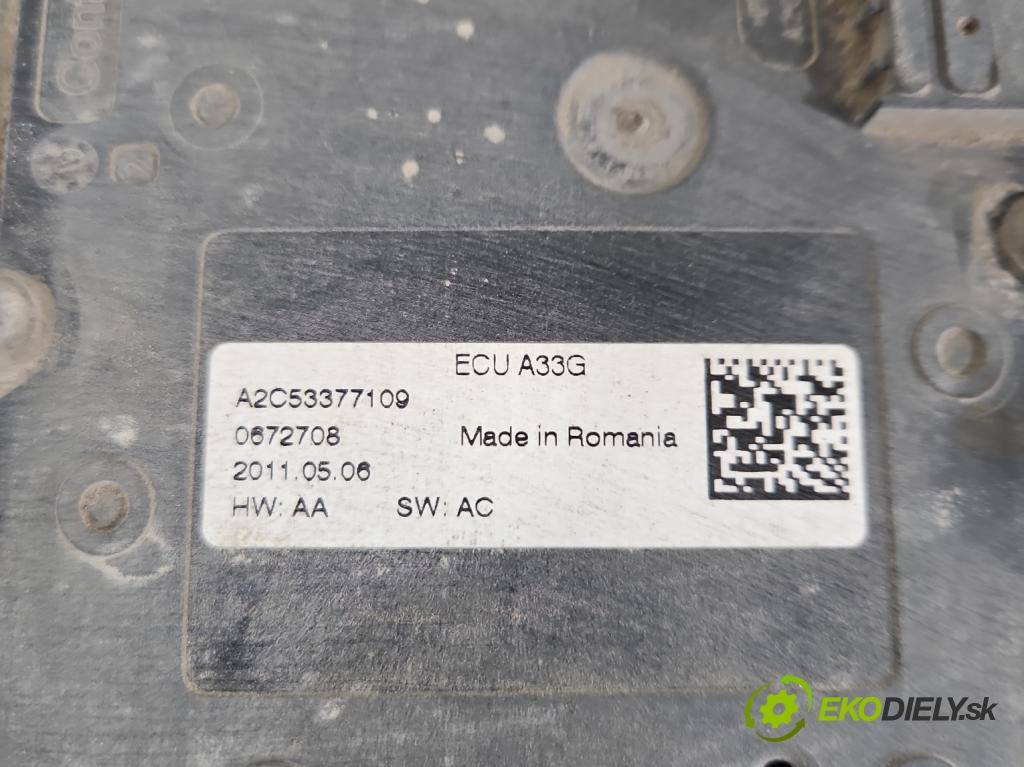 ECU A33G
A2C53377109
0672708 Made in Romania
2011.05.06
HW: AA SW: AC
EKODIELY.sk